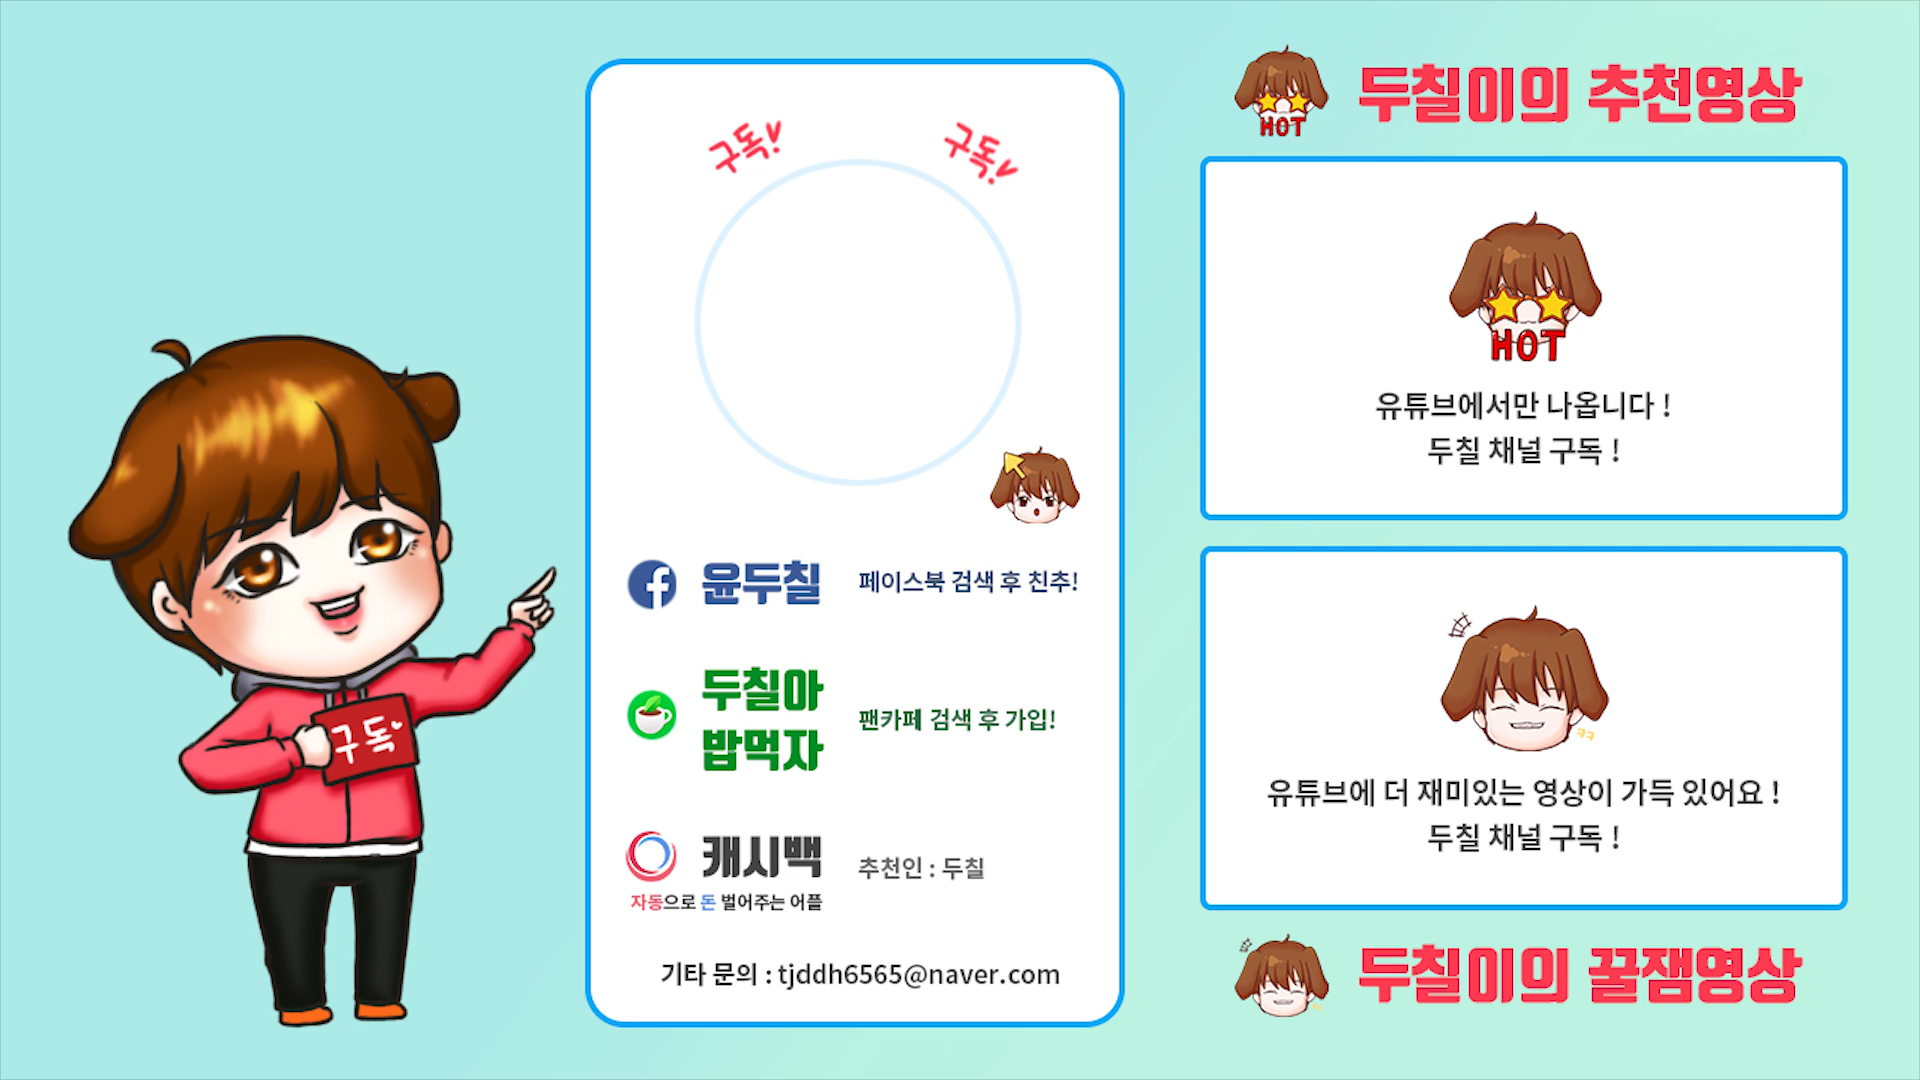 구독♥
구독!
구독!
윤두칠
페이스북 검색 후 친추!
두칠아
밥먹자
팬카페 검색 후 가입!
캐시백
추천인 : 두칠
자동으로 돈 벌어주는 어플
기타 문의 : tjddh6565@naver.com
HOT
두칠이의 추천영상
HOT
유튜브에서만 나옵니다 !
두칠 채널 구독 !
ㅋㅋ
유튜브에 더 재미있는 영상이 가득 있어요 !
두칠 채널 구독 !
두칠이의 꿀잼영상